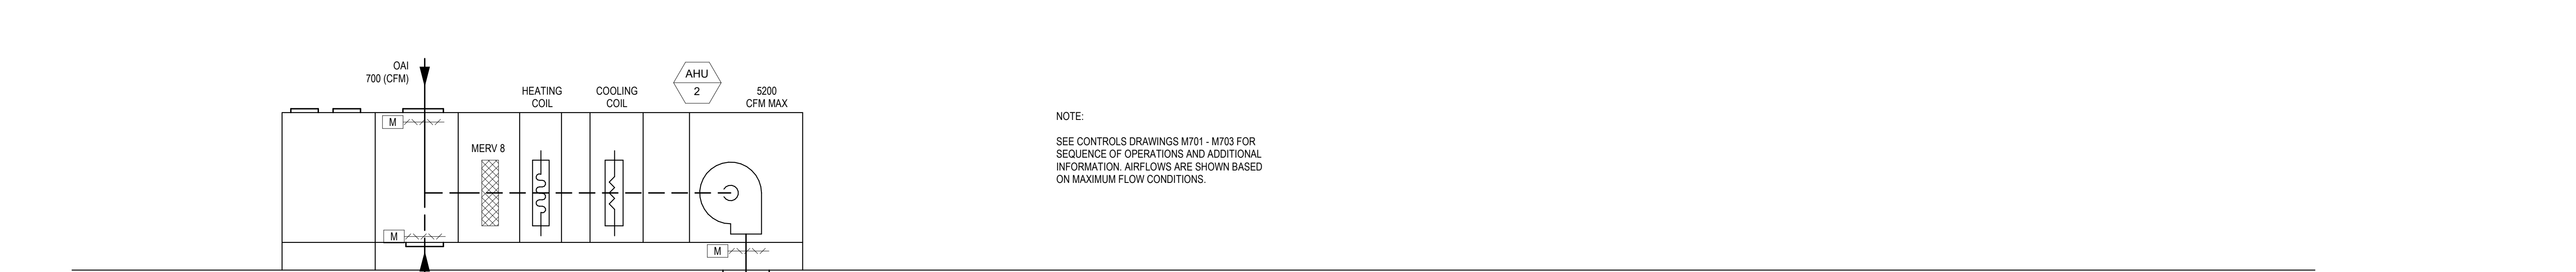 OAI
700 (CFM)
HEATING
COIL
COOLING
COIL
AHU
2
5200
CFM MAX
M
MERV 8
M
M
NOTE:
SEE CONTROLS DRAWINGS M701 - M703 FOR
SEQUENCE OF OPERATIONS AND ADDITIONAL
INFORMATION. AIRFLOWS ARE SHOWN BASED
ON MAXIMUM FLOW CONDITIONS.